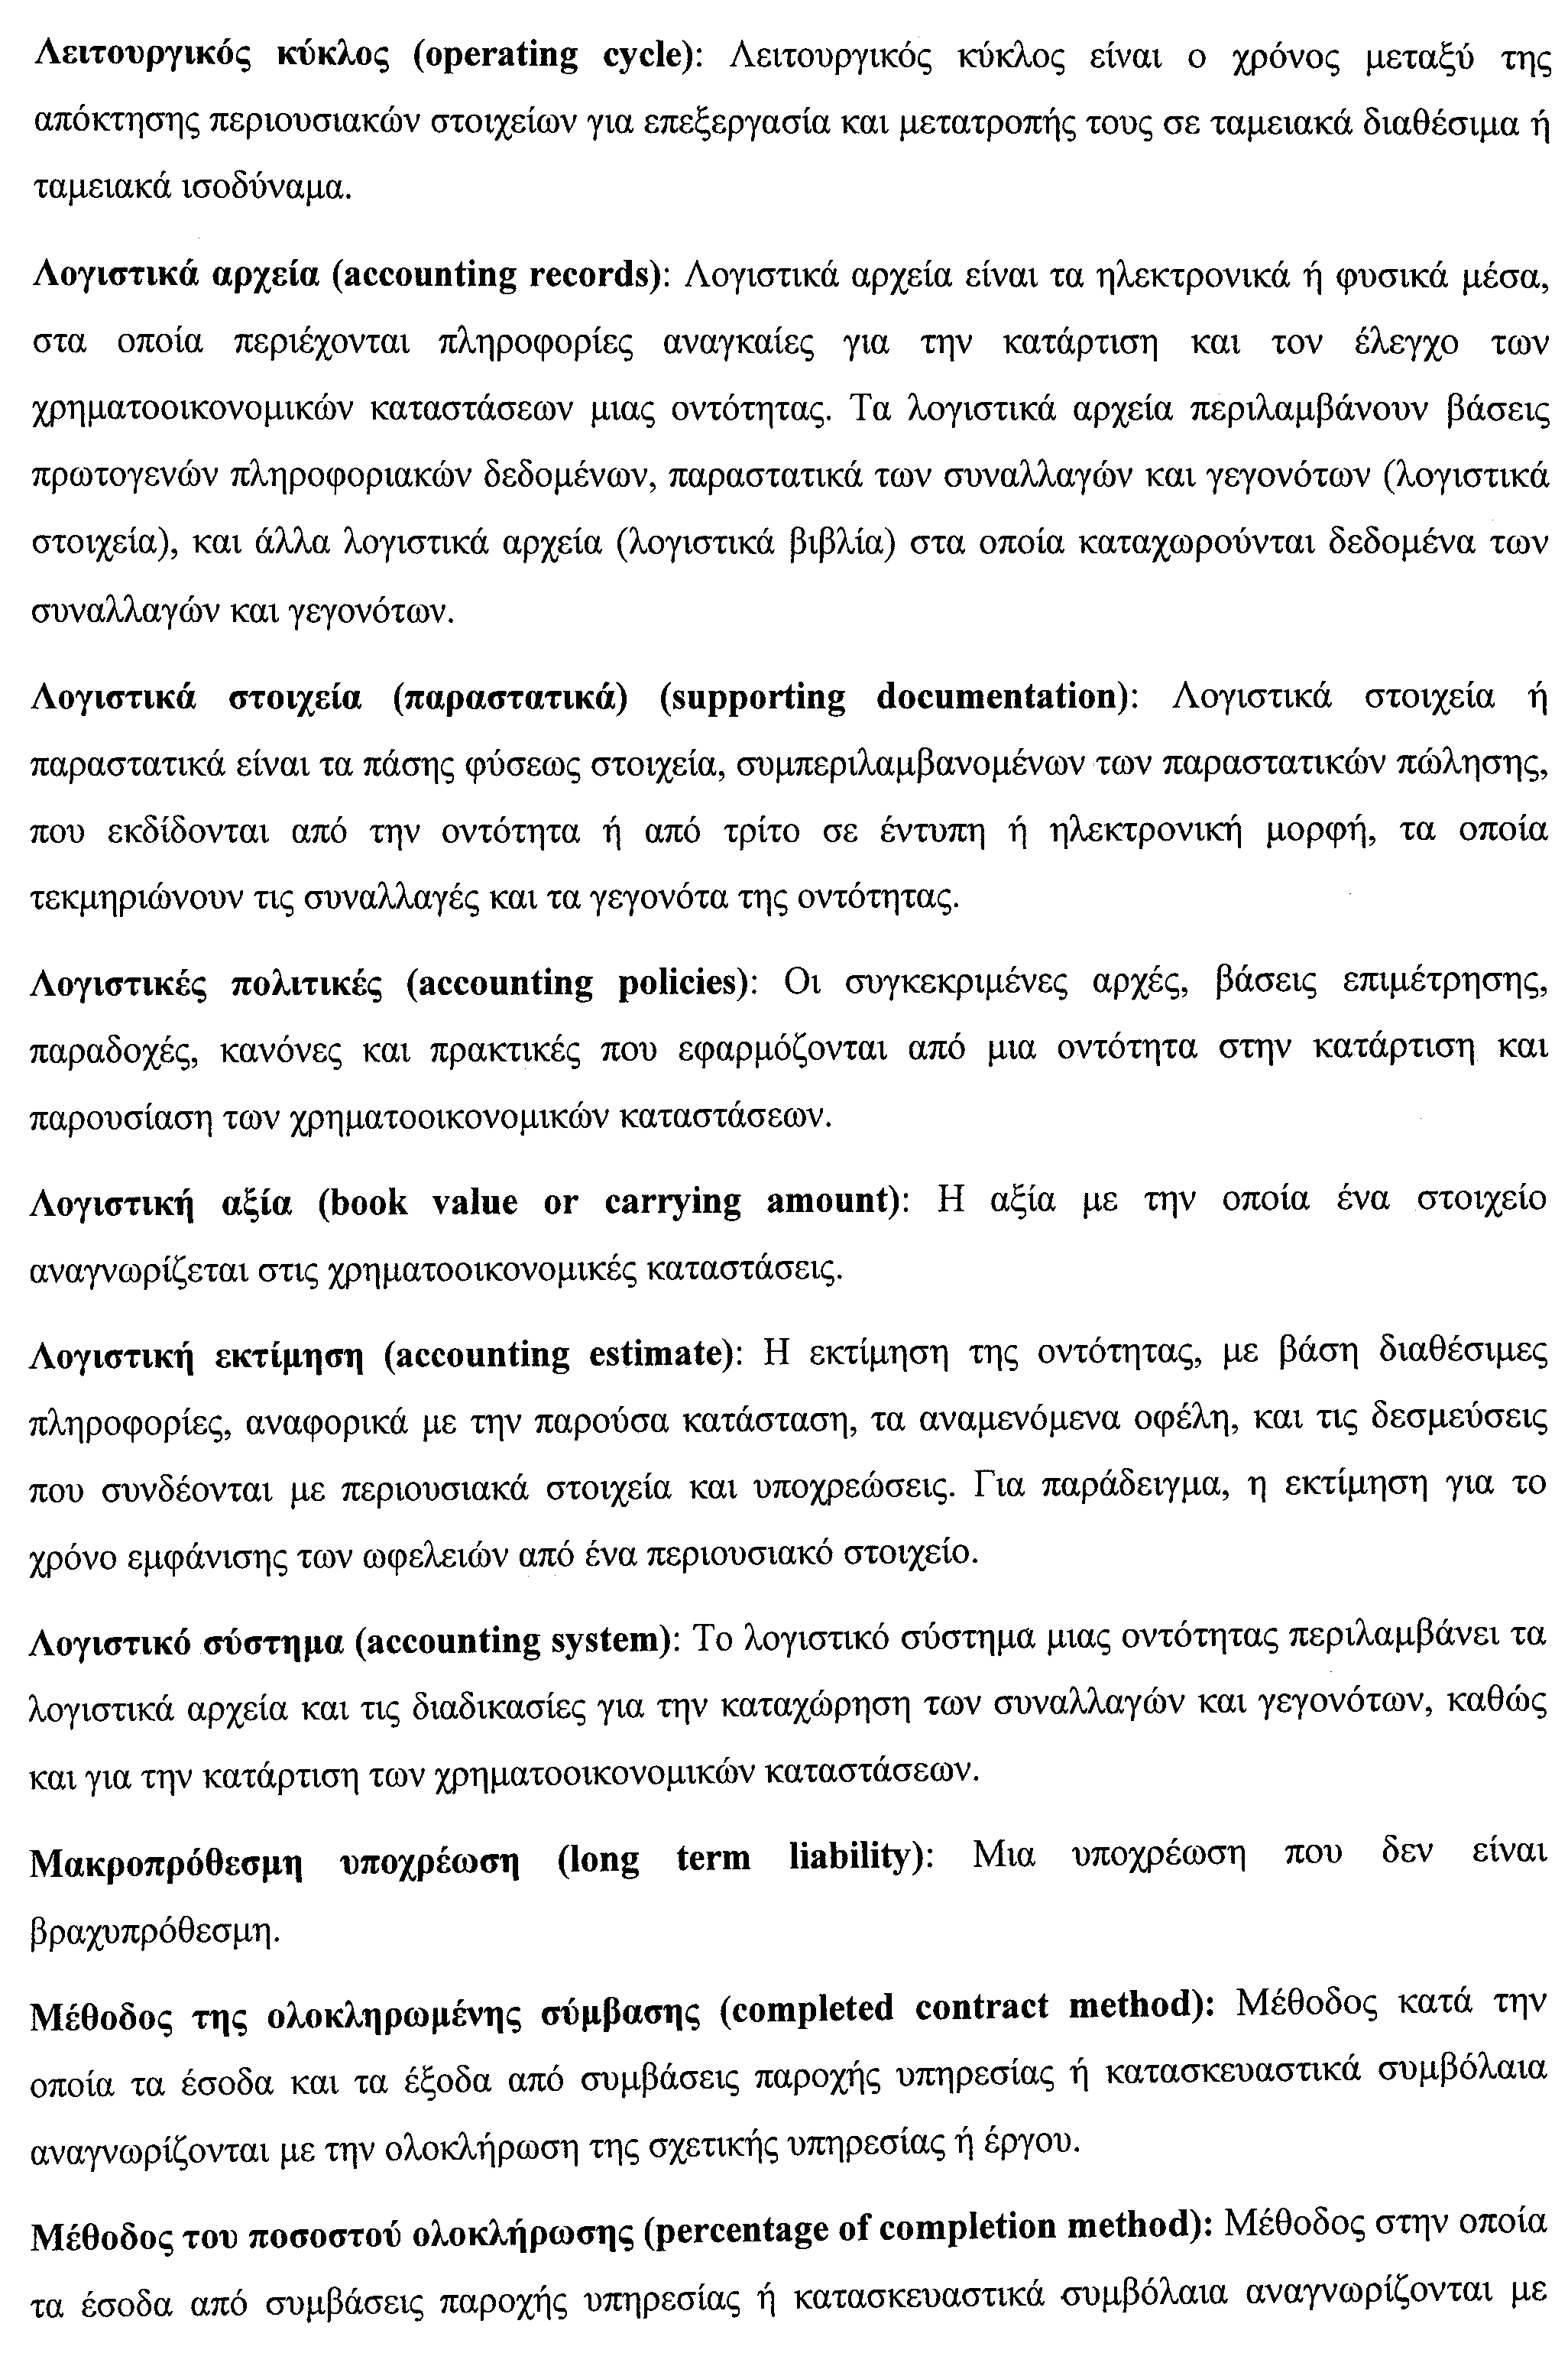 Λειτουργικός κύκλος (operating cycle): Λειτουργικός κύκλος είναι ο χρόνος μεταξύ της
απόκτησης περιουσιακών στοιχείων για επεξεργασία και μετατροπής τους σε ταμειακά διαθέσιμα ή
ταμειακά ισοδύναμα.
Λογιστικά αρχεία (accounting records): Λογιστικά αρχεία είναι τα ηλεκτρονικά ή φυσικά μέσα,
στα οποία περιέχονται πληροφορίες αναγκαίες για την κατάρτιση και τον έλεγχο των
χρηματοοικονομικών καταστάσεων μιας οντότητας. Τα λογιστικά αρχεία περιλαμβάνουν βάσεις
πρωτογενών πληροφοριακών δεδομένων, παραστατικά των συναλλαγών και γεγονότων (λογιστικά
στοιχεία), και άλλα λογιστικά αρχεία (λογιστικά βιβλία) στα οποία καταχωρούνται δεδομένα των
συναλλαγών και γεγονότων.
Λογιστικά στοιχεία (παραστατικά) (supporting documentation): Λογιστικά στοιχεία ή
παραστατικά είναι τα πάσης φύσεως στοιχεία, συμπεριλαμβανομένων των παραστατικών πώλησης,
που εκδίδονται από την οντότητα ή από τρίτο σε έντυπη ή ηλεκτρονική μορφή, τα οποία
τεκμηριώνουν τις συναλλαγές και τα γεγονότα της οντότητας.
Λογιστικές πολιτικές (accounting policies): Οι συγκεκριμένες αρχές, βάσεις επιμέτρησης,
παραδοχές, κανόνες και πρακτικές που εφαρμόζονται από μια οντότητα στην κατάρτιση και
παρουσίαση των χρηματοοικονομικών καταστάσεων.
Λογιστική αξία (book value or carrying amount): Η αξία με την οποία ένα στοιχείο
αναγνωρίζεται στις χρηματοοικονομικές καταστάσεις.
Λογιστική εκτίμηση (accounting estimate): Η εκτίμηση της οντότητας, με βάση διαθέσιμες
πληροφορίες, αναφορικά με την παρούσα κατάσταση, τα αναμενόμενα οφέλη, και τις δεσμεύσεις
που συνδέονται με περιουσιακά στοιχεία και υποχρεώσεις. Για παράδειγμα, η εκτίμηση για το
χρόνο εμφάνισης των ωφελειών από ένα περιουσιακό στοιχείο.
Λογιστικό σύστημα (accounting system): Το λογιστικό σύστημα μιας οντότητας περιλαμβάνει τα
λογιστικά αρχεία και τις διαδικασίες για την καταχώρηση των συναλλαγών και γεγονότων, καθώς
και για την κατάρτιση των χρηματοοικονομικών καταστάσεων.
Μακροπρόθεσμη υποχρέωση (long term liability): Μια υποχρέωση που δεν είναι
βραχυπρόθεσμη.
Μέθοδος της ολοκληρωμένης σύμβασης (completed contract method): Μέθοδος κατά την
οποία τα έσοδα και τα έξοδα από συμβάσεις παροχής υπηρεσίας ή κατασκευαστικά συμβόλαια
αναγνωρίζονται με την ολοκλήρωση της σχετικής υπηρεσίας ή έργου.
Μέθοδος του ποσοστού ολοκλήρωσης (percentage of completion method): Μέθοδος στην οποία
τα έσοδα από συμβάσεις παροχής υπηρεσίας ή κατασκευαστικά συμβόλαια αναγνωρίζονται με